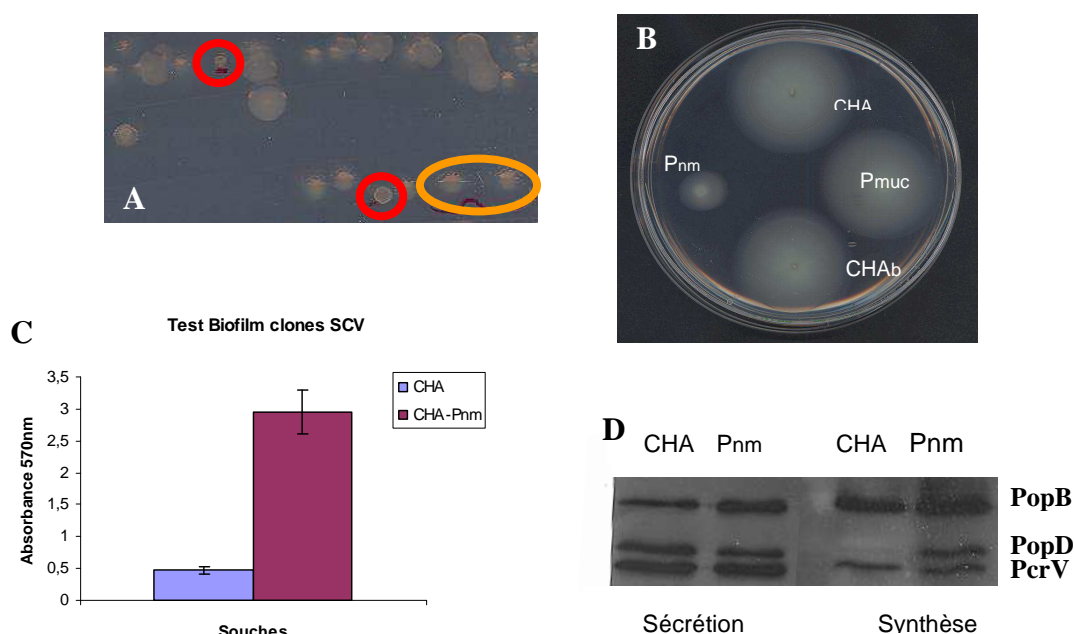 A
B
CHA
Pnm
Pmuc
CHAb
C
Test Biofilm clones SCV
3,5
3
2,5
2
1,5
1
0,5
0
Absorbance 570nm
CHA
CHA-Pnm
Souches
D
CHA Pnm CHA Pnm
PopB
PopD
PcrV
Sécrétion Synthèse